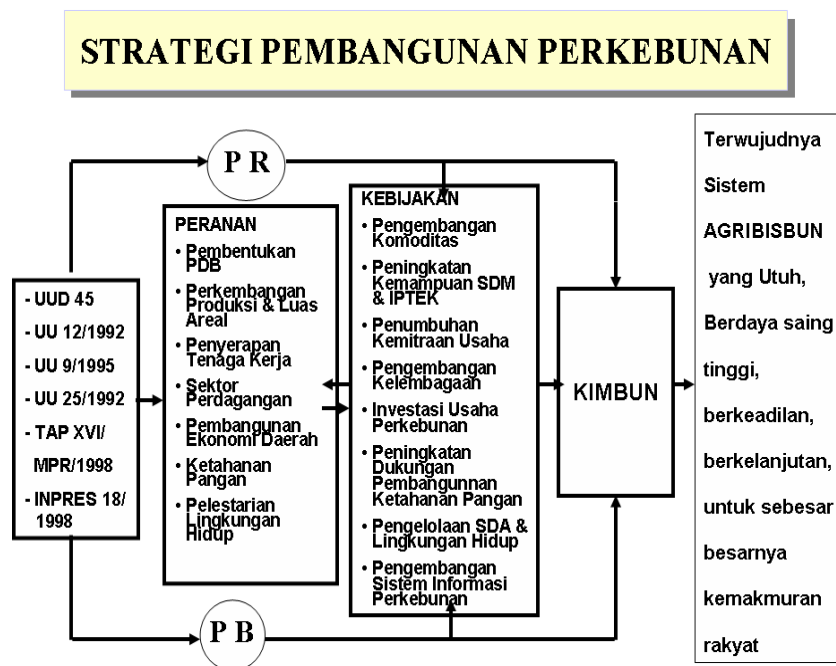 STRATEGI PEMBANGUNAN PERKEBUNAN
P R
- UUD 45
- UU 12/1992
- UU 9/1995
- UU 25/1992
- TAP XVI/
MPR/1998
- INPRES 18/
1998
PERANAN
• Pembentukan
PDB
• Perkembangan
Produksi & Luas
Areal
• Penyerapan
Tenaga Kerja
• Sektor
Perdagangan
• Pembangunan
Ekonomi Daerah
• Ketahanan
Pangan
• Pelestarian
Lingkungan
Hidup
KEBIJAKAN
• Pengembangan
Komoditas
• Peningkatan
Kemampuan SDM
& IPTEK
• Penumbuhan
Kemitraan Usaha
• Pengembangan
Kelembagaan
• Investasi Usaha
Perkebunan
• Peningkatan
Dukungan
Pembangunnan
Ketahanan Pangan
• Pengelolaan SDA &
Lingkungan Hidup
• Pengembangan
Sistem Informasi
Perkebunan
KIMBUN
Terwujudnya
Sistem
AGRIBISBUN
yang Utuh,
Berdaya saing
tinggi,
berkeadilan,
berkelanjutan,
untuk sebesar
besarnya
kemakmuran
rakyat
P B